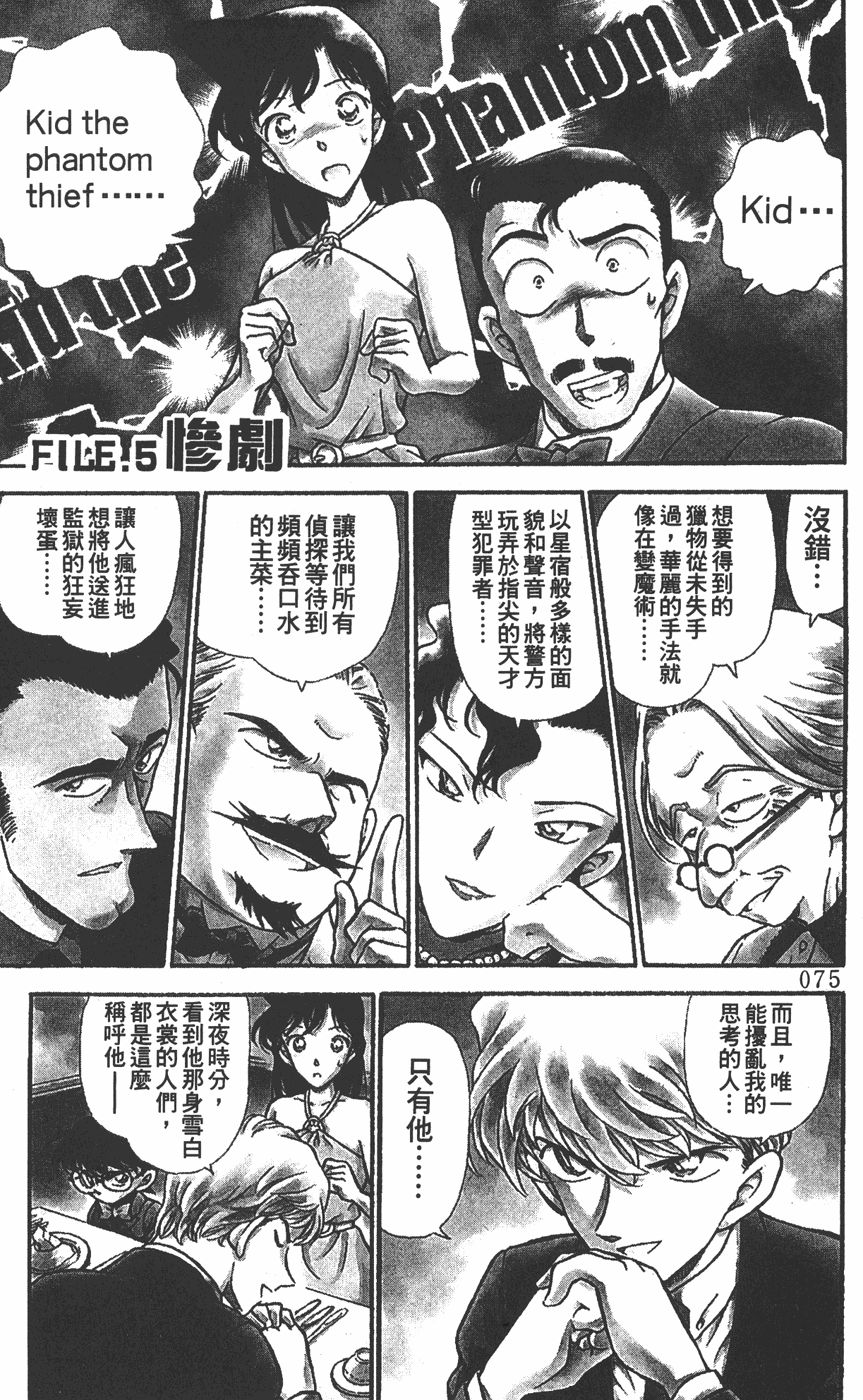 Phantom thie
Kid the
Kid…
Kid the
phantom
thief……
FILE.5 慘劇
沒錯…
想要得到的
獵物從未失手
過，華麗的手法就
像在變魔術……
以星宿般多樣的面
貌和聲音，將警方
玩弄於指尖的天才
型犯罪者……
讓我們所有
偵探等待到
頻頻吞口水
的主菜……
讓人瘋狂地
想將他送進
監獄的狂妄
壞蛋……
075
而且，唯一
能擾亂我的
思考的人…
只有他……
深夜時分，
看到他那身雪白
衣裳的人們，
都是這麼
稱呼他——